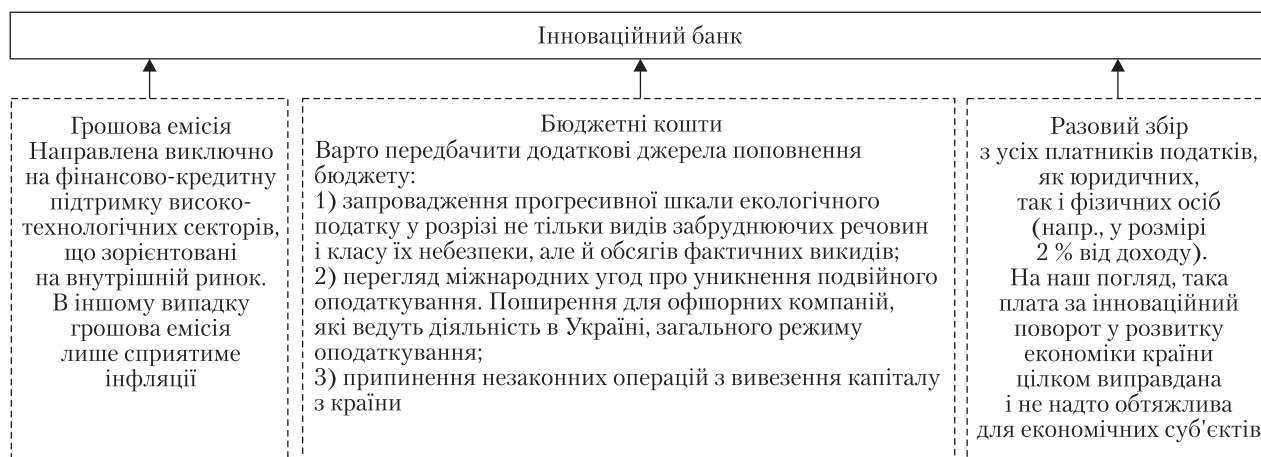 Інноваційний банк
Грошова емісія
Направлена виключно
на фінансово-кредитну
підтримку високо-
технологічних секторів,
що зорієнтовані
на внутрішній ринок.
В іншому випадку
грошова емісія
лише сприятиме
інфляції
Бюджетні кошти
Варто передбачити додаткові джерела поповнення
бюджету:
1) запровадження прогресивної шкали екологічного
податку у розрізі не тільки видів забруднюючих речовин
і класу їх небезпеки, але й обсягів фактичних викидів;
2) перегляд міжнародних угод про уникнення подвійного
оподаткування. Поширення для офшорних компаній,
які ведуть діяльність в Україні, загального режиму
оподаткування;
3) припинення незаконних операцій з вивезення капіталу
з країни
Разовий збір
з усіх платників податків,
як юридичних,
так і фізичних осіб
(напр., у розмірі
2 % від доходу).
На наш погляд, така
плата за інноваційний
поворот у розвитку
економіки країни
цілком виправдана
і не надто обтяжлива
для економічних суб'єктів